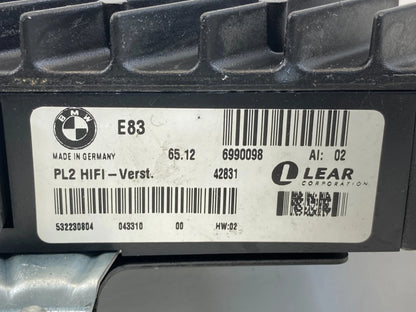 BMW E83
MADE IN GERMANY 65.12 6990098 AI: 02
PL2 HIFI-Verst. 42831 LEAR
CORPORATION
532230804 043310 00 HW:02